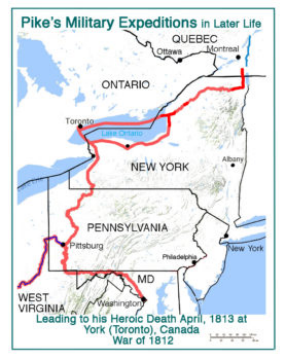 Pike's Military Expeditions in Later Life
QUEBEC
Ottawa
Montreal
ONTARIO
Toronto
Lake Ontario
NEW YORK
Albany
PENNSYLVANIA
Pittsburg
Philadelphia
New York
MD
WEST
VIRGINIA
Washington
Leading to his Heroic Death April, 1813 at
York (Toronto), Canada
War of 1812